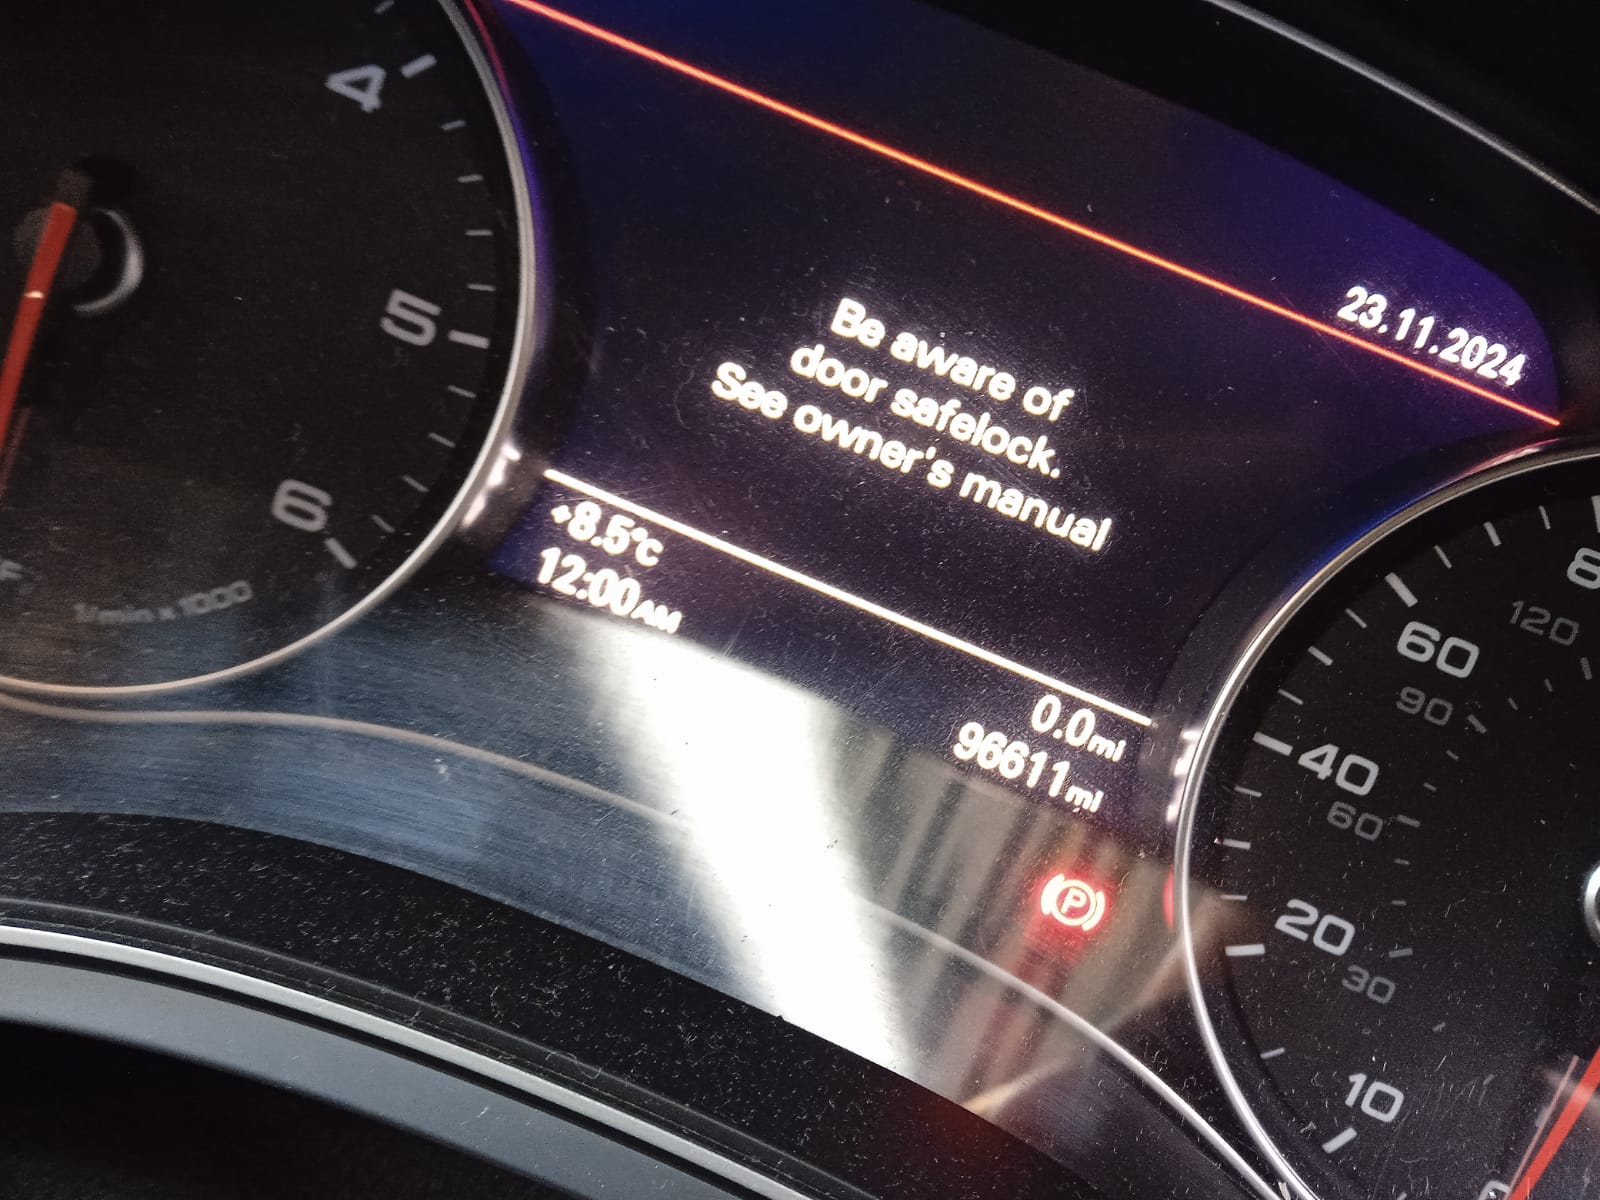 4
5
6
1/min x 1000
23.11.2024
Be aware of
door safelock.
See owner's manual
+8.5°C
12:00AM
0.0mi
96611mi
P
8
120
60
90
40
60
20
30
10